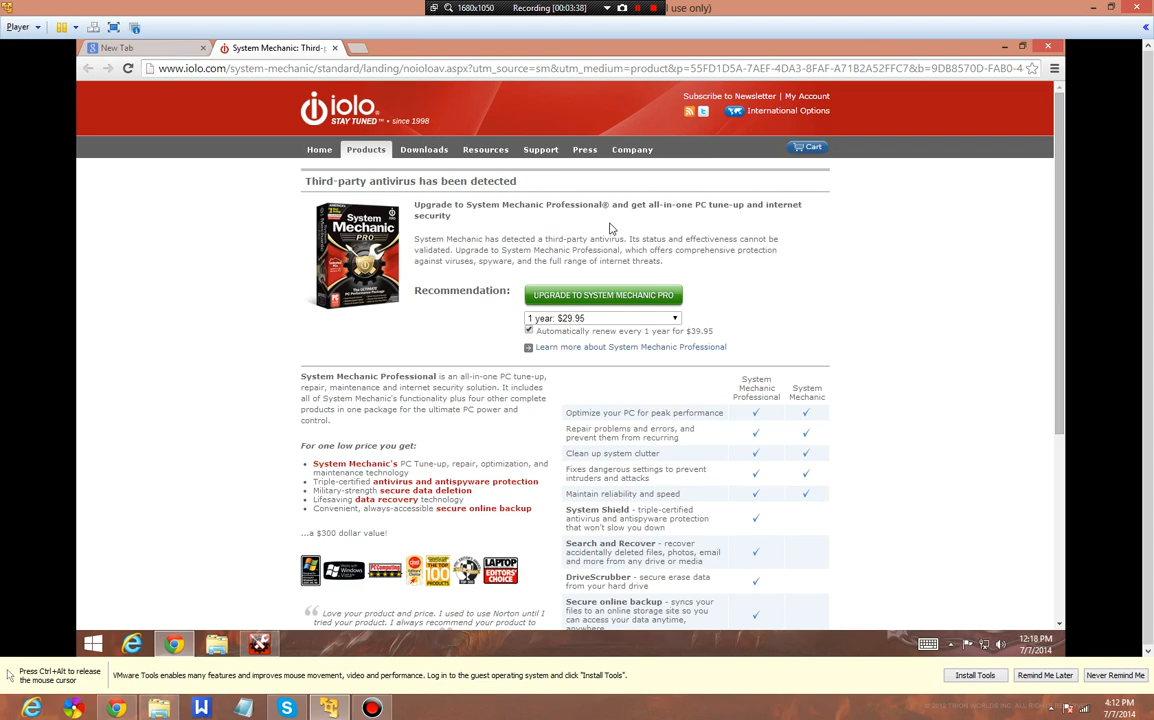 1680x1050
Recording [00:03:38]
l use only)
Player
New Tab
System Mechanic: Third-p
www.iolo.com/system-mechanic/standard/landing/noioloav.aspx?utm_source=sm&utm_medium=product&p=55FD1D5A-7AEF-4DA3-8FAF-A71B2A52FFC7&b=9DB8570D-FAB0-4
iolo
STAY TUNED™ • since 1998
Subscribe to Newsletter | My Account
International Options
Home Products Downloads Resources Support Press Company
Cart
Third-party antivirus has been detected
System Mechanic PRO
Upgrade to System Mechanic Professional® and get all-in-one PC tune-up and internet
security
System Mechanic has detected a third-party antivirus. Its status and effectiveness cannot be
validated. Upgrade to System Mechanic Professional, which offers comprehensive protection
against viruses, spyware, and the full range of internet threats.
Recommendation:
UPGRADE TO SYSTEM MECHANIC PRO
1 year: $29.95
Automatically renew every 1 year for $39.95
Learn more about System Mechanic Professional
System Mechanic Professional is an all-in-one PC tune-up,
repair, maintenance and internet security solution. It includes
all of System Mechanic's functionality plus four other complete
products in one package for the ultimate PC power and
control.
For one low price you get:
System Mechanic's PC Tune-up, repair, optimization, and
maintenance technology
Triple-certified antivirus and antispyware protection
Military-strength secure data deletion
Lifesaving data recovery technology
Convenient, always-accessible secure online backup
...a $300 dollar value!
THE TOP 100 PRODUCTS
LAPTOP EDITORS' CHOICE
Love your product and price. I used to use Norton until I
tried your product. I always recommend your product to
System
Mechanic
Professional
System
Mechanic
Optimize your PC for peak performance
Repair problems and errors, and
prevent them from recurring
Clean up system clutter
Fixes dangerous settings to prevent
intruders and attacks
Maintain reliability and speed
System Shield - triple-certified
antivirus and antispyware protection
that won't slow you down
Search and Recover - recover
accidentally deleted files, photos, email
and more from any drive or media
DriveScrubber - secure erase data
from your hard drive
Secure online backup - syncs your
files to an online storage site so you
can access your data anytime,
anywhere
12:18 PM
7/7/2014
Press Ctrl+Alt to release
the mouse cursor
VMware Tools enables many features and improves mouse movement, video and performance. Log in to the guest operating system and click "Install Tools".
Install Tools
Remind Me Later
Never Remind Me
4:12 PM
7/7/2014